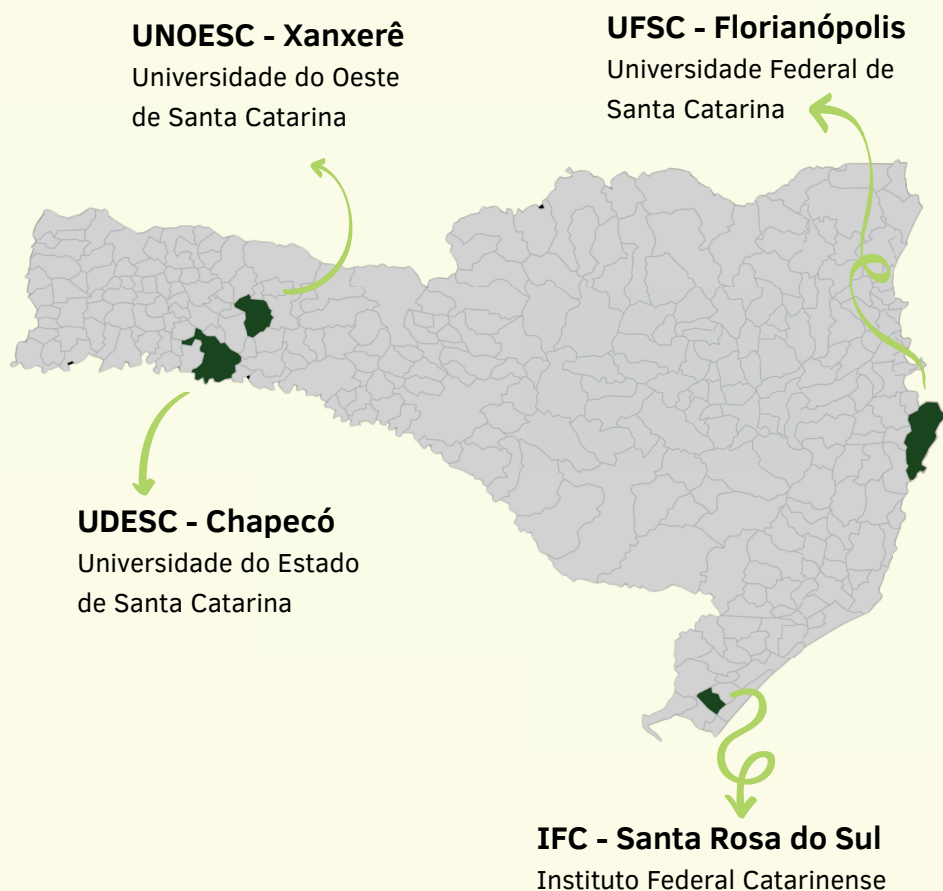 UNOESC - Xanxerê
Universidade do Oeste
de Santa Catarina
UFSC - Florianópolis
Universidade Federal de
Santa Catarina
UDESC - Chapecó
Universidade do Estado
de Santa Catarina
IFC - Santa Rosa do Sul
Instituto Federal Catarinense